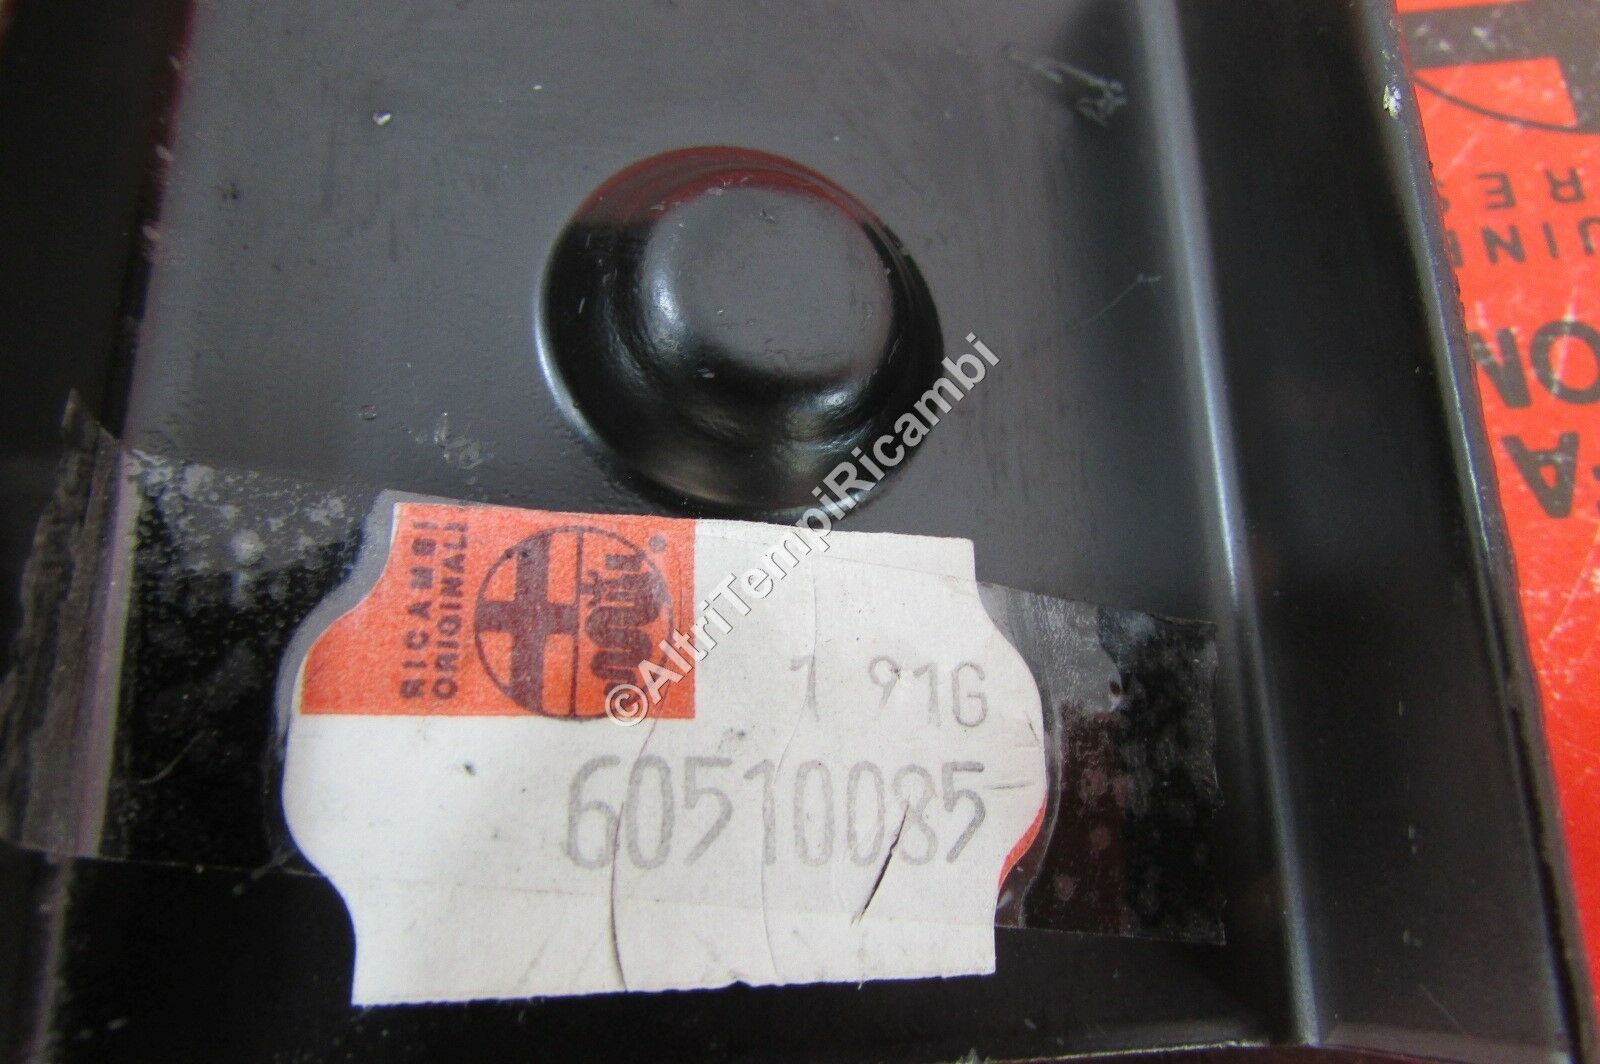 RICAMBI
ORIGINALI
®
1 91G
60510085
©AltriTempiRicambi